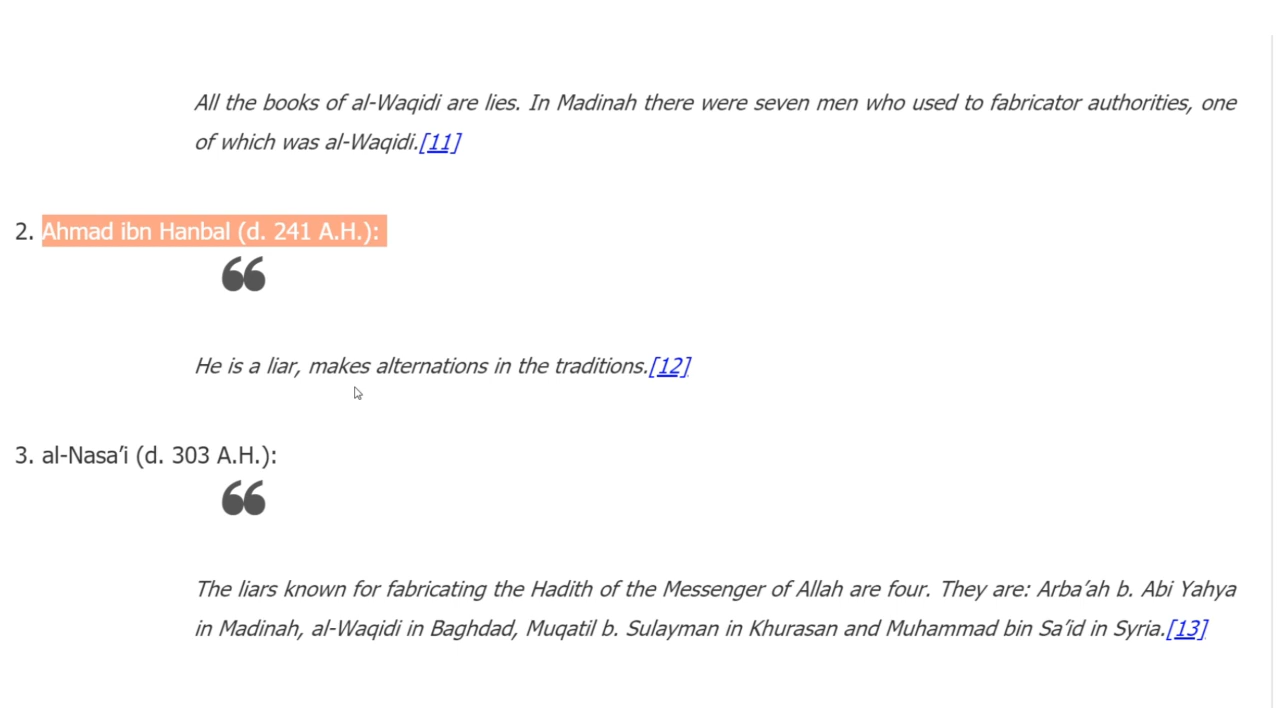 All the books of al-Waqidi are lies. In Madinah there were seven men who used to fabricator authorities, one
of which was al-Waqidi.[11]
2. Ahmad ibn Hanbal (d. 241 A.H.):
“
He is a liar, makes alternations in the traditions.[12]
3. al-Nasa’i (d. 303 A.H.):
“
The liars known for fabricating the Hadith of the Messenger of Allah are four. They are: Arba’ah b. Abi Yahya
in Madinah, al-Waqidi in Baghdad, Muqatil b. Sulayman in Khurasan and Muhammad bin Sa’id in Syria.[13]